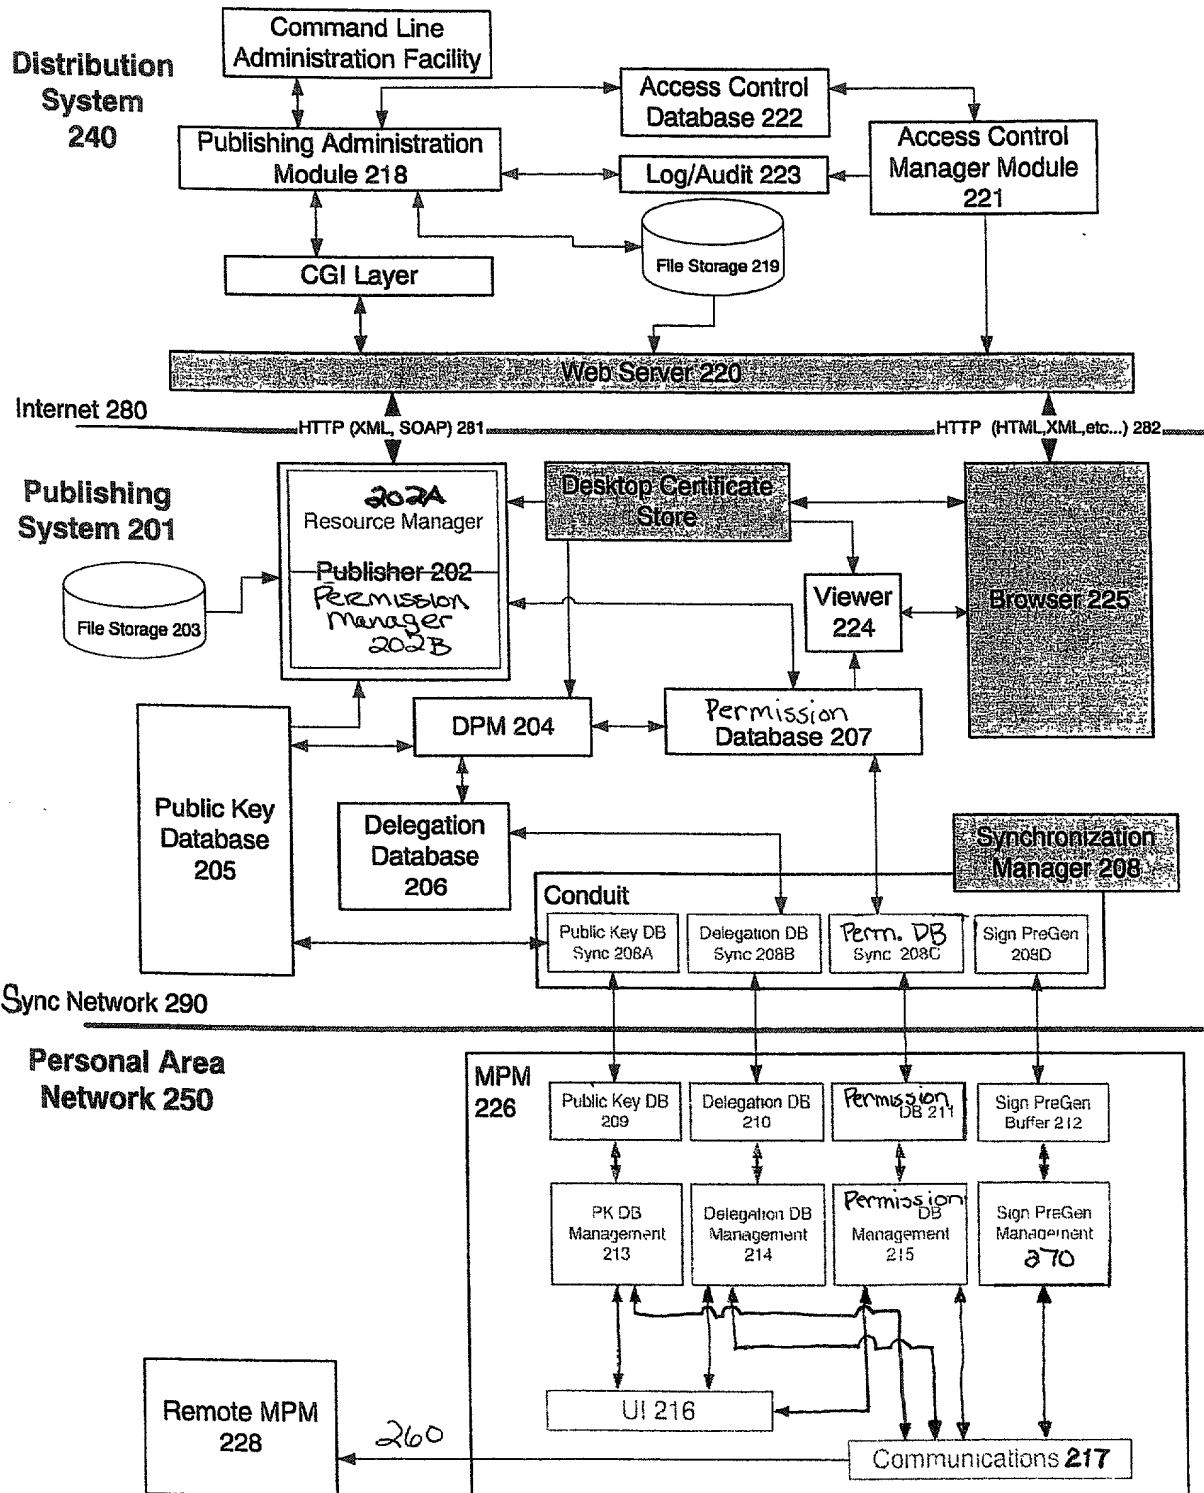 Command Line
Administration Facility
Distribution
System
240
Access Control
Database 222
Publishing Administration
Module 218
Access Control
Manager Module
221
Log/Audit 223
File Storage 219
CGI Layer
Web Server 220
Internet 280
HTTP (XML, SOAP) 281
HTTP (HTML,XML,etc...) 282
Publishing
System 201
202A
Resource Manager
Publisher 202
Permission
Manager
202B
Desktop Certificate
Store
Browser 225
Viewer
224
File Storage 203
DPM 204
Permission
Database 207
Public Key
Database
205
Delegation
Database
206
Synchronization
Manager 208
Conduit
Public Key DB
Sync 208A
Delegation DB
Sync 208B
Perm. DB
Sync 208C
Sign PreGen
208D
Sync Network 290
Personal Area
Network 250
MPM
226
Public Key DB
209
Delegation DB
210
Permission
DB 211
Sign PreGen
Buffer 212
PK DB
Management
213
Delegation DB
Management
214
Permission
DB
Management
215
Sign PreGen
Management
270
UI 216
Remote MPM
228
260
Communications 217